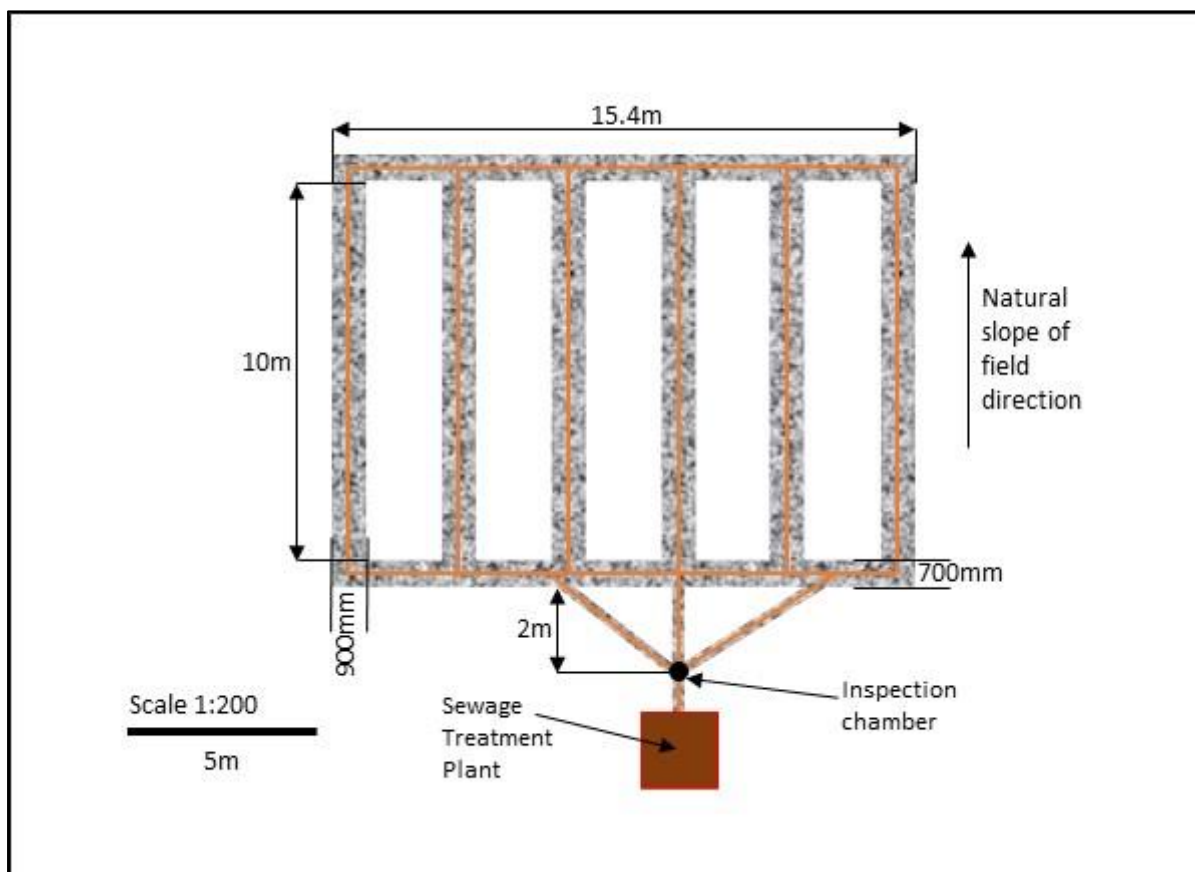 15.4m
10m
Natural
slope of
field
direction
700mm
900mm
2m
Scale 1:200
5m
Sewage
Treatment
Plant
Inspection
chamber